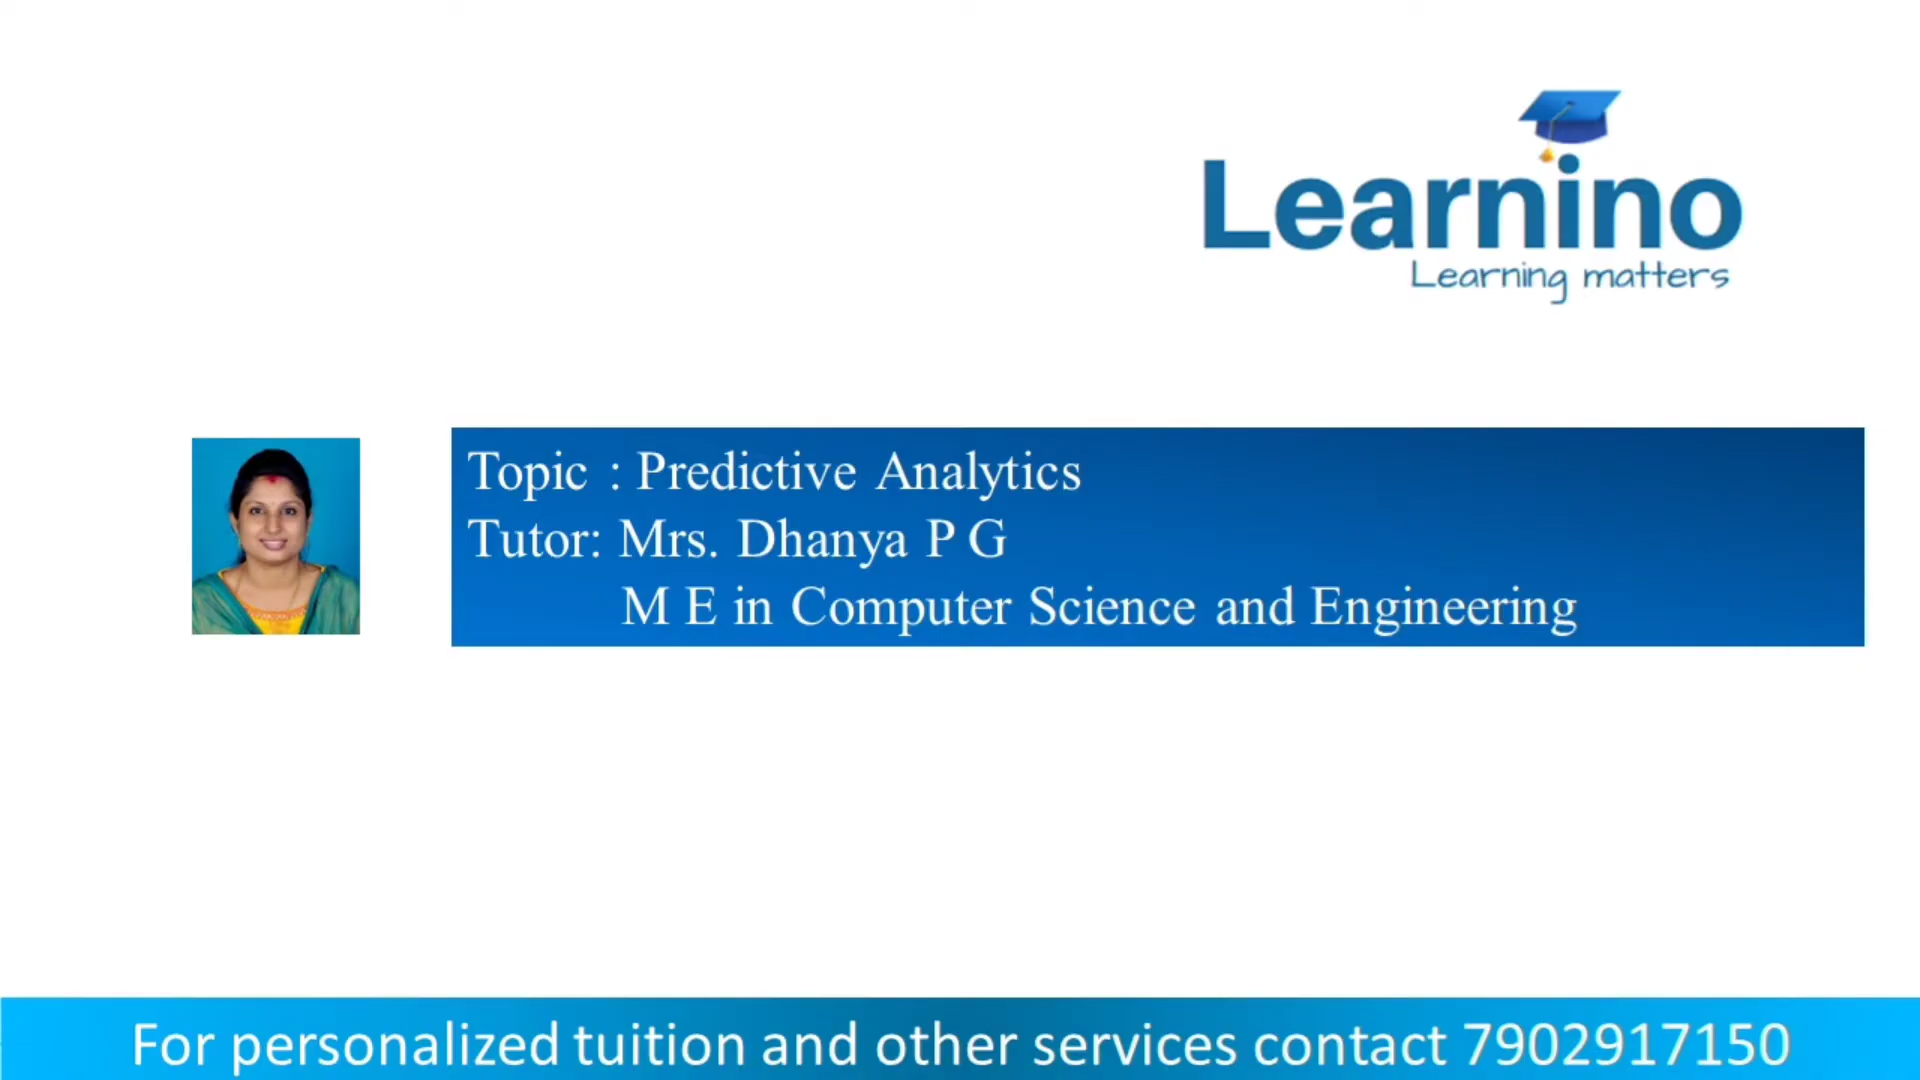 Learnino
Learning matters
Topic : Predictive Analytics
Tutor: Mrs. Dhanya P G
M E in Computer Science and Engineering
For personalized tuition and other services contact 7902917150